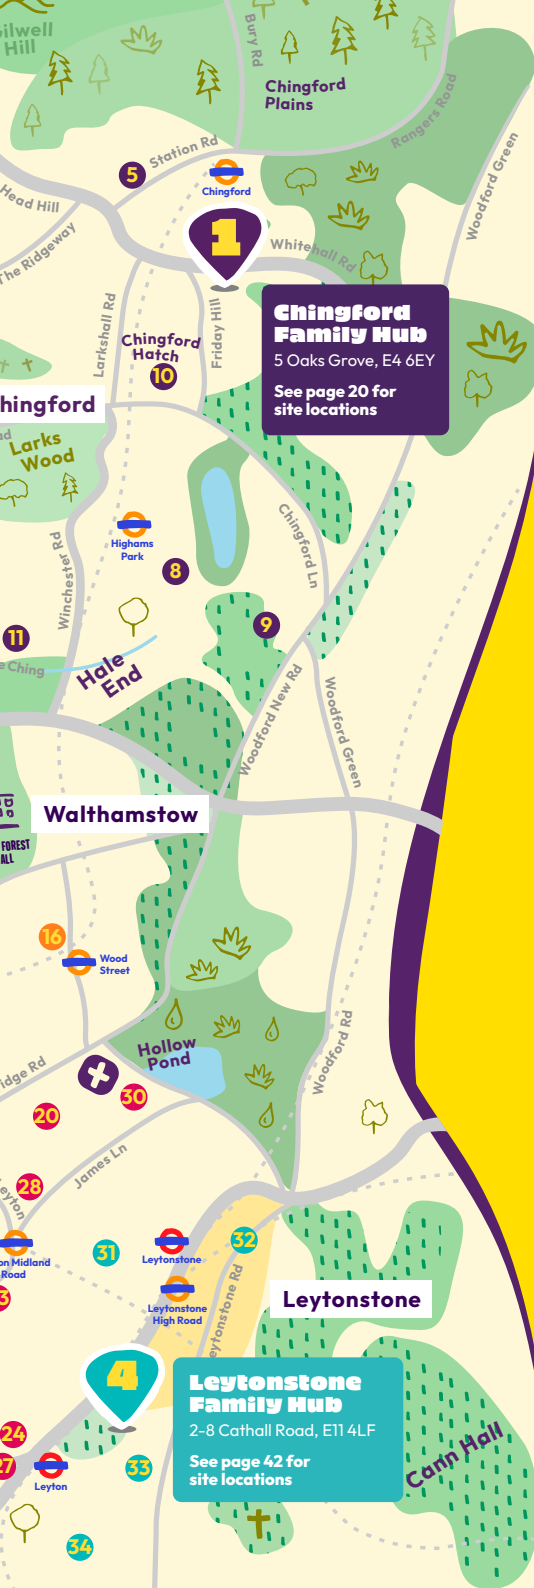 Gilwell
Hill
Bury Rd
Chingford
Plains
Rangers Road
Station Rd
5
Chingford
Woodford Green
Head Hill
The Ridgeway
1
Whitehall Rd
Larkshall Rd
Friday Hill
Chingford
Family Hub
5 Oaks Grove, E4 6EY
See page 20 for
site locations
Chingford
Hatch
10
hingford
Larks
Wood
Chingford Ln
Highams
Park
Winchester Rd
8
9
11
e Ching
Hale
End
Woodford New Rd
Woodford Green
Walthamstow
FOREST
ALL
16
Wood
Street
Hollow
Pond
Woodford Rd
idge Rd
30
20
James Ln
28
Leyton
on Midland
Road
31
Leytonstone
32
Leytonstone
High Road
eytonstone Rd
3
Leytonstone
4
Leytonstone
Family Hub
2-8 Cathall Road, E11 4LF
See page 42 for
site locations
Cann Hall
24
27
Leyton
33
34